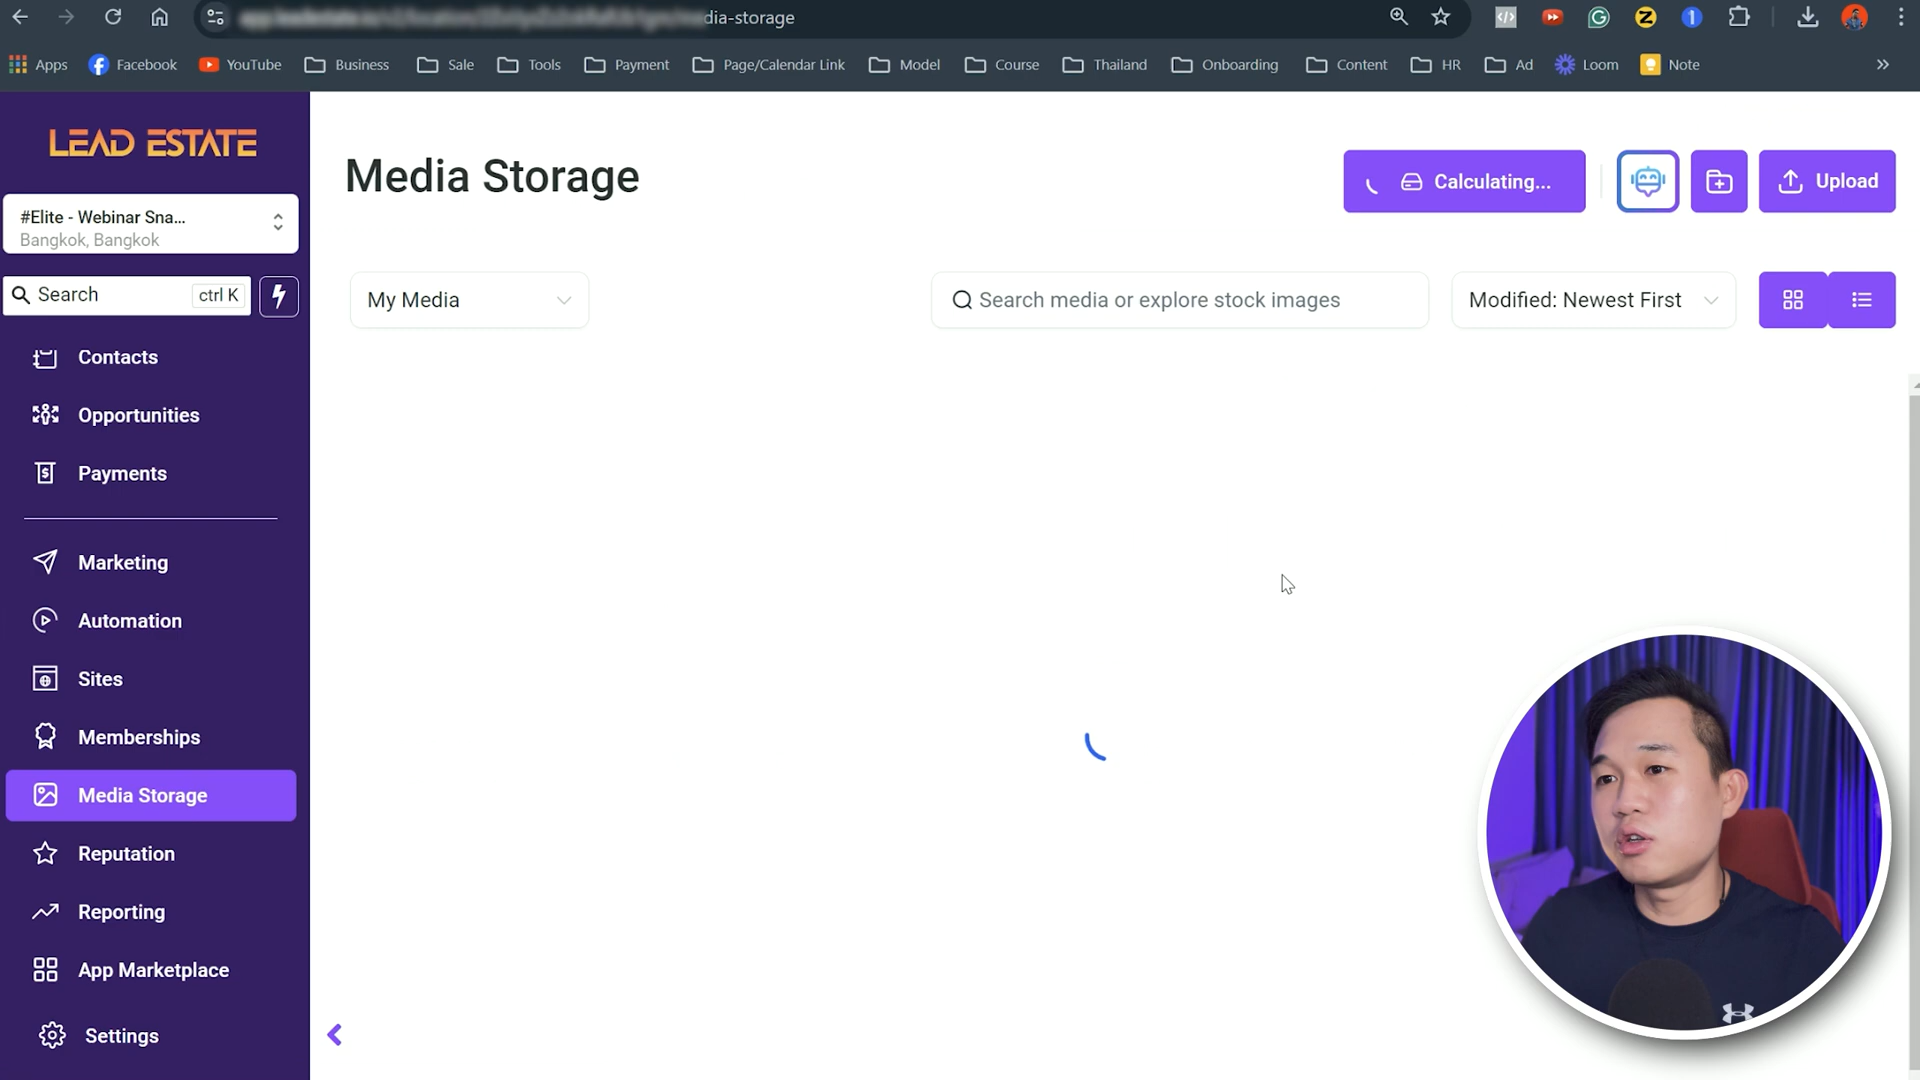 dia-storage
Apps
Facebook
YouTube
Business
Sale
Tools
Payment
Page/Calendar Link
Model
Course
Thailand
Onboarding
Content
HR
Ad
Loom
Note
LEAD ESTATE
#Elite - Webinar Sna...
Bangkok, Bangkok
Search
ctrl K
Contacts
Opportunities
Payments
Marketing
Automation
Sites
Memberships
Media Storage
Reputation
Reporting
App Marketplace
Settings
Media Storage
Calculating...
Upload
My Media
Search media or explore stock images
Modified: Newest First